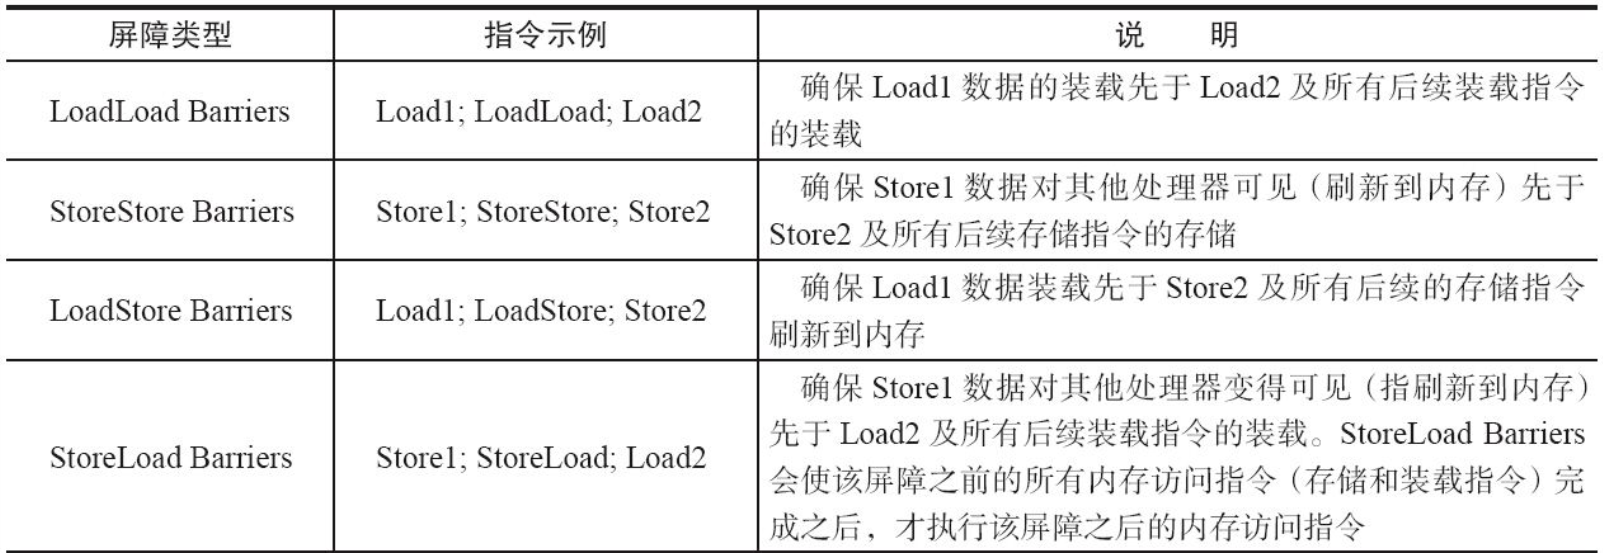 屏障类型 指令示例 说 明
LoadLoad Barriers Load1; LoadLoad; Load2 确保 Load1 数据的装载先于 Load2 及所有后续装载指令
的装载
StoreStore Barriers Store1; StoreStore; Store2 确保 Store1 数据对其他处理器可见（刷新到内存）先于
Store2 及所有后续存储指令的存储
LoadStore Barriers Load1; LoadStore; Store2 确保 Load1 数据装载先于 Store2 及所有后续的存储指令
刷新到内存
StoreLoad Barriers Store1; StoreLoad; Load2 确保 Store1 数据对其他处理器变得可见（指刷新到内存）
先于 Load2 及所有后续装载指令的装载。StoreLoad Barriers
会使该屏障之前的所有内存访问指令（存储和装载指令）完
成之后，才执行该屏障之后的内存访问指令